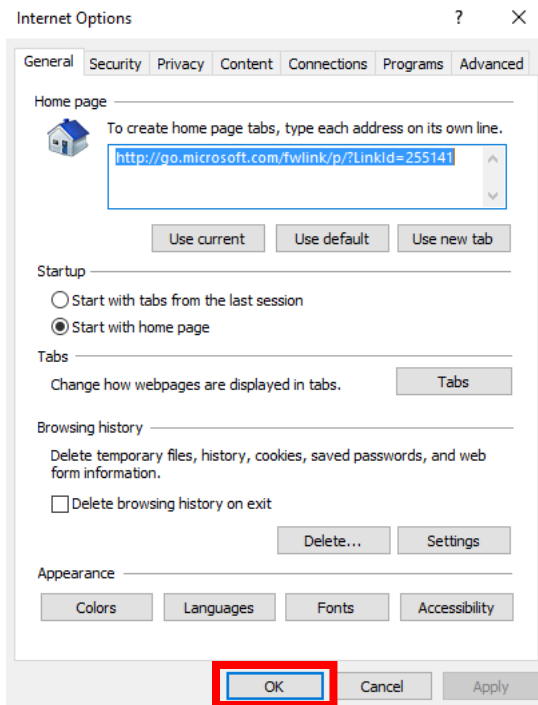 Internet Options ?
General Security Privacy Content Connections Programs Advanced
Home page
To create home page tabs, type each address on its own line.
http://go.microsoft.com/fwlink/p/?LinkId=255141
Use current Use default Use new tab
Startup
Start with tabs from the last session
Start with home page
Tabs
Change how webpages are displayed in tabs. Tabs
Browsing history
Delete temporary files, history, cookies, saved passwords, and web
form information.
Delete browsing history on exit
Delete... Settings
Appearance
Colors Languages Fonts Accessibility
OK Cancel Apply